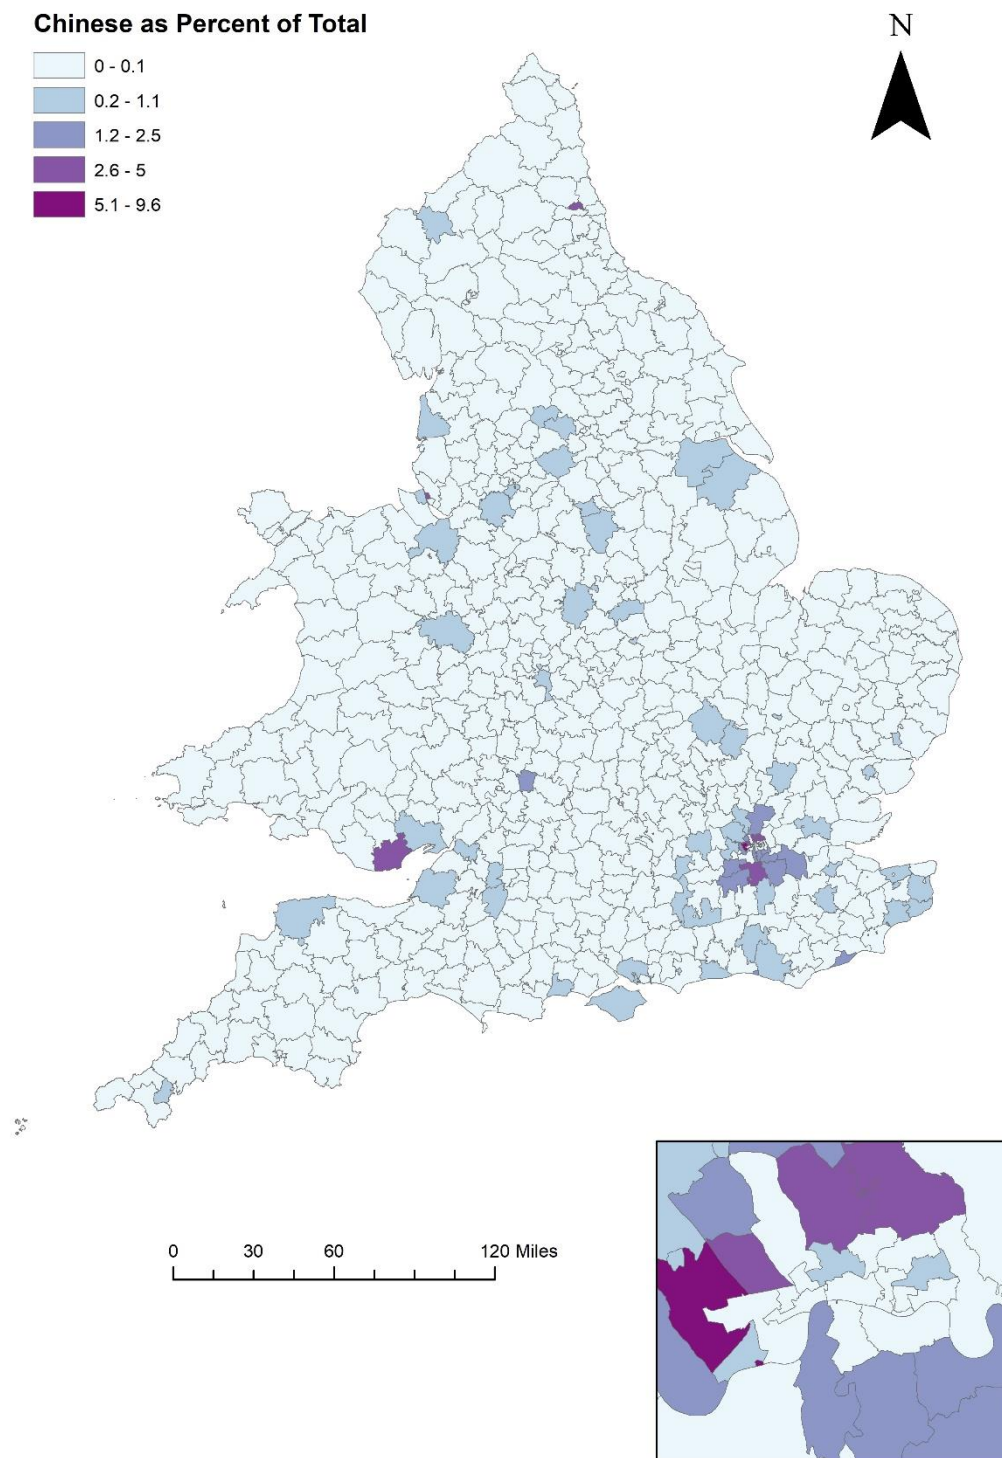 Chinese as Percent of Total
N
0 - 0.1
0.2 - 1.1
1.2 - 2.5
2.6 - 5
5.1 - 9.6
0 30 60 120 Miles